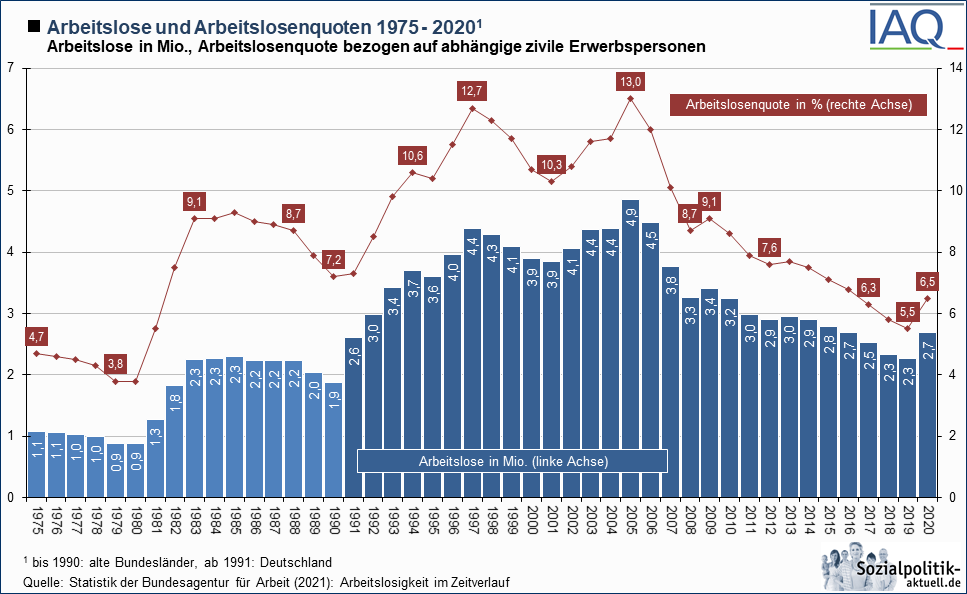 Arbeitslose und Arbeitslosenquoten 1975 - 2020¹
Arbeitslose in Mio., Arbeitslosenquote bezogen auf abhängige zivile Erwerbspersonen
IAQ
7 14
6 12
5 10
4 8
3 6
2 4
1 2
0 0
Arbeitslosenquote in % (rechte Achse)
4,7 3,8 9,1 8,7 7,2 10,6 12,7 10,3 13,0 8,7 9,1 7,6 6,3 5,5 6,5
1,1 1,1 1,0 1,0 0,9 0,9 1,3 1,8 2,3 2,3 2,3 2,2 2,2 2,2 2,0 1,9 2,6 3,0 3,4 3,7 3,6 4,0 4,4 4,3 4,1 3,9 3,9 4,1 4,4 4,4 4,9 4,5 3,8 3,3 3,4 3,2 3,0 2,9 3,0 2,9 2,8 2,7 2,5 2,3 2,3 2,7
Arbeitslose in Mio. (linke Achse)
1975 1976 1977 1978 1979 1980 1981 1982 1983 1984 1985 1986 1987 1988 1989 1990 1991 1992 1993 1994 1995 1996 1997 1998 1999 2000 2001 2002 2003 2004 2005 2006 2007 2008 2009 2010 2011 2012 2013 2014 2015 2016 2017 2018 2019 2020
¹ bis 1990: alte Bundesländer, ab 1991: Deutschland
Quelle: Statistik der Bundesagentur für Arbeit (2021): Arbeitslosigkeit im Zeitverlauf
Sozialpolitik-
aktuell.de